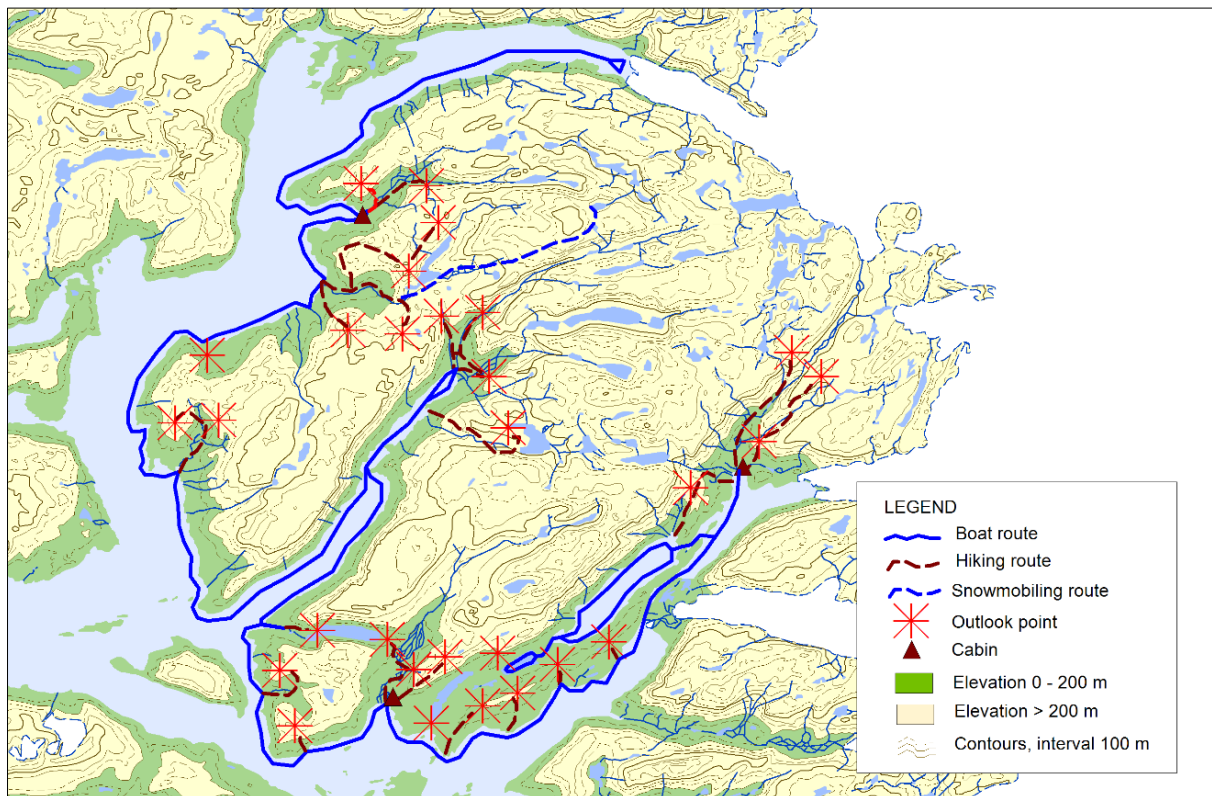 LEGEND
Boat route
Hiking route
Snowmobiling route
Outlook point
Cabin
Elevation 0 - 200 m
Elevation > 200 m
Contours, interval 100 m